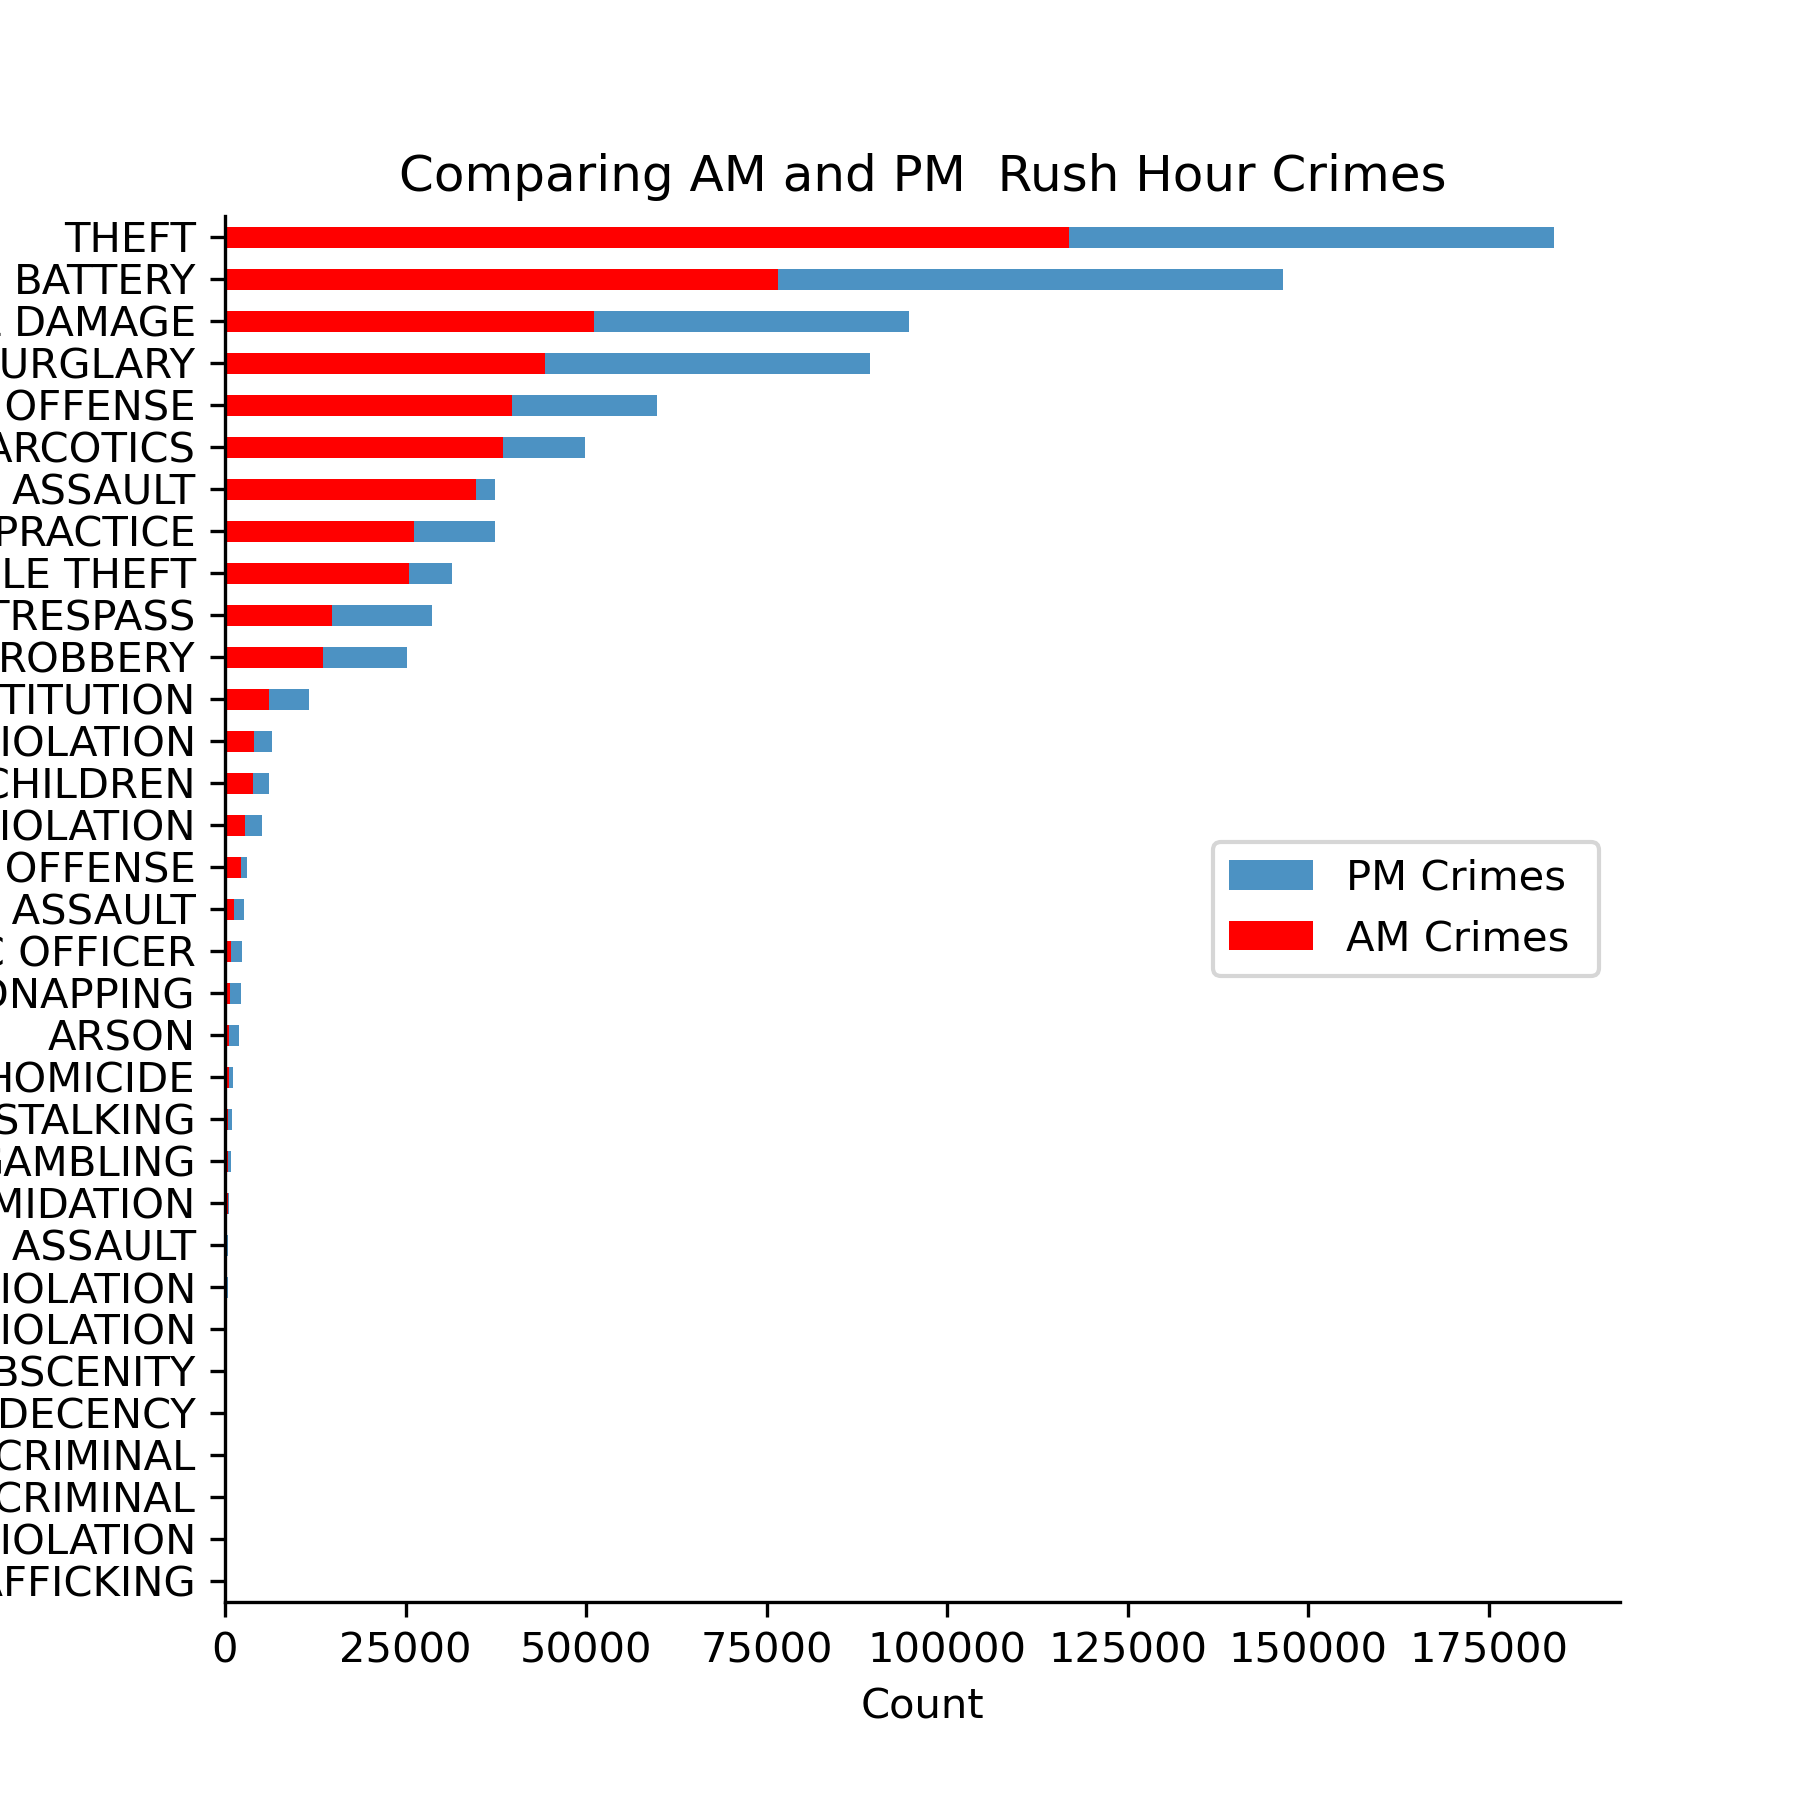 Comparing AM and PM  Rush Hour Crimes
THEFT
BATTERY
DAMAGE
URGLARY
OFFENSE
ARCOTICS
ASSAULT
PRACTICE
LE THEFT
TRESPASS
ROBBERY
TITUTION
IOLATION
CHILDREN
IOLATION
OFFENSE
ASSAULT
C OFFICER
DNAPPING
ARSON
HOMICIDE
STALKING
GAMBLING
MIDATION
ASSAULT
IOLATION
IOLATION
BSCENITY
DECENCY
CRIMINAL
CRIMINAL
IOLATION
AFFICKING
PM Crimes
AM Crimes
0 25000 50000 75000 100000 125000 150000 175000
Count